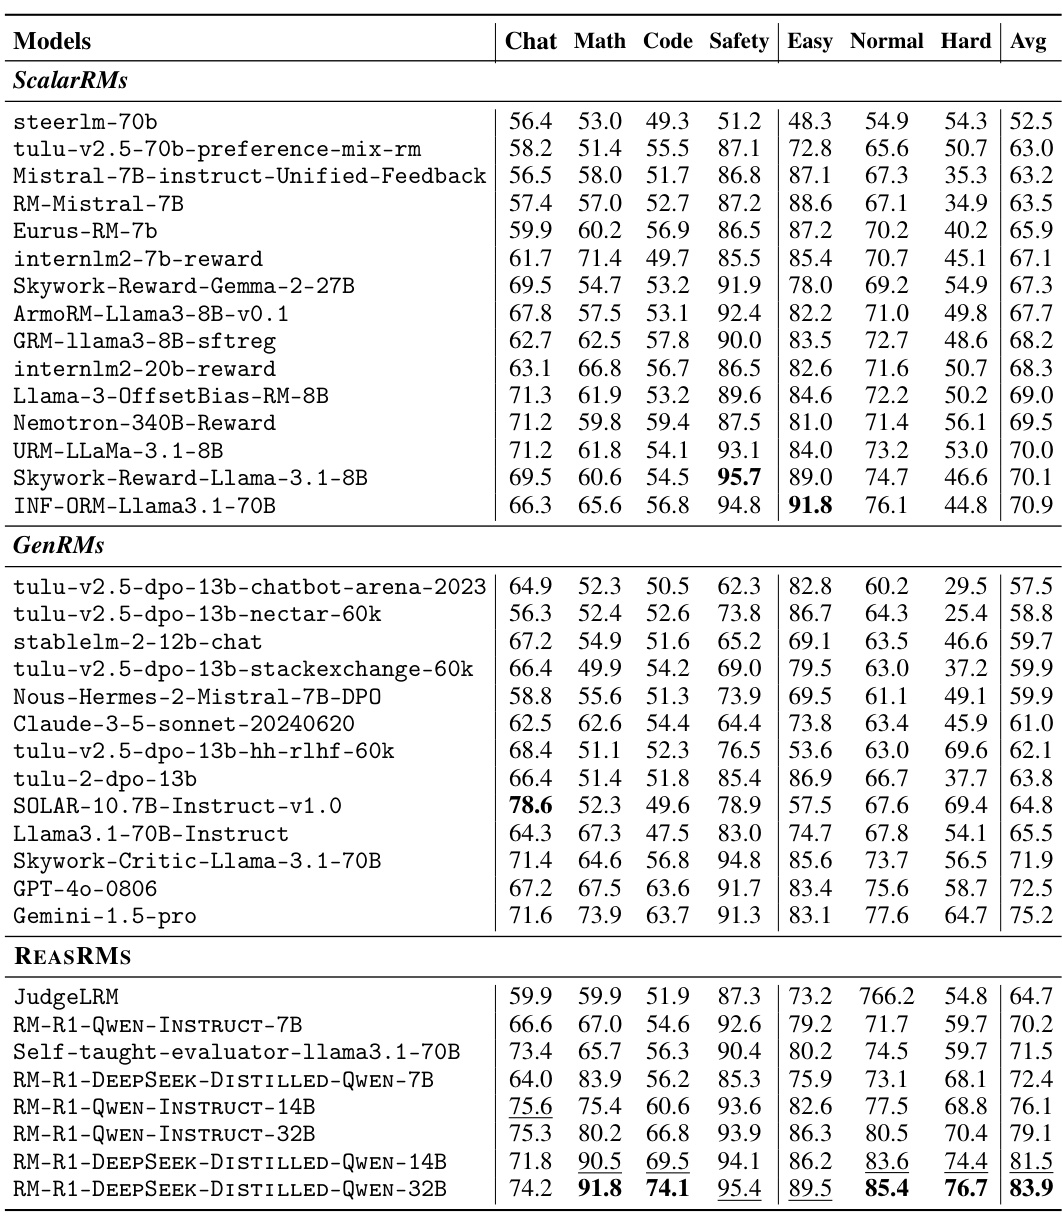 Models Chat Math Code Safety Easy Normal Hard Avg
ScalarRMs
steerlm-70b 56.4 53.0 49.3 51.2 48.3 54.9 54.3 52.5
tulu-v2.5-70b-preference-mix-rm 58.2 51.4 55.5 87.1 72.8 65.6 50.7 63.0
Mistral-7B-instruct-Unified-Feedback 56.5 58.0 51.7 86.8 87.1 67.3 35.3 63.2
RM-Mistral-7B 57.4 57.0 52.7 87.2 88.6 67.1 34.9 63.5
Eurus-RM-7b 59.9 60.2 56.9 86.5 87.2 70.2 40.2 65.9
internlm2-7b-reward 61.7 71.4 49.7 85.5 85.4 70.7 45.1 67.1
Skywork-Reward-Gemma-2-27B 69.5 54.7 53.2 91.9 78.0 69.2 54.9 67.3
ArmoRM-Llama3-8B-v0.1 67.8 57.5 53.1 92.4 82.2 71.0 49.8 67.7
GRM-llama3-8B-sftreg 62.7 62.5 57.8 90.0 83.5 72.7 48.6 68.2
internlm2-20b-reward 63.1 66.8 56.7 86.5 82.6 71.6 50.7 68.3
Llama-3-OffsetBias-RM-8B 71.3 61.9 53.2 89.6 84.6 72.2 50.2 69.0
Nemotron-340B-Reward 71.2 59.8 59.4 87.5 81.0 71.4 56.1 69.5
URM-LLaMa-3.1-8B 71.2 61.8 54.1 93.1 84.0 73.2 53.0 70.0
Skywork-Reward-Llama-3.1-8B 69.5 60.6 54.5 95.7 89.0 74.7 46.6 70.1
INF-ORM-Llama3.1-70B 66.3 65.6 56.8 94.8 91.8 76.1 44.8 70.9
GenRMs
tulu-v2.5-dpo-13b-chatbot-arena-2023 64.9 52.3 50.5 62.3 82.8 60.2 29.5 57.5
tulu-v2.5-dpo-13b-nectar-60k 56.3 52.4 52.6 73.8 86.7 64.3 25.4 58.8
stablelm-2-12b-chat 67.2 54.9 51.6 65.2 69.1 63.5 46.6 59.7
tulu-v2.5-dpo-13b-stackexchange-60k 66.4 49.9 54.2 69.0 79.5 63.0 37.2 59.9
Nous-Hermes-2-Mistral-7B-DPO 58.8 55.6 51.3 73.9 69.5 61.1 49.1 59.9
Claude-3-5-sonnet-20240620 62.5 62.6 54.4 64.4 73.8 63.4 45.9 61.0
tulu-v2.5-dpo-13b-hh-rlhf-60k 68.4 51.1 52.3 76.5 53.6 63.0 69.6 62.1
tulu-2-dpo-13b 66.4 51.4 51.8 85.4 86.9 66.7 37.7 63.8
SOLAR-10.7B-Instruct-v1.0 78.6 52.3 49.6 78.9 57.5 67.6 69.4 64.8
Llama3.1-70B-Instruct 64.3 67.3 47.5 83.0 74.7 67.8 54.1 65.5
Skywork-Critic-Llama-3.1-70B 71.4 64.6 56.8 94.8 85.6 73.7 56.5 71.9
GPT-4o-0806 67.2 67.5 63.6 91.7 83.4 75.6 58.7 72.5
Gemini-1.5-pro 71.6 73.9 63.7 91.3 83.1 77.6 64.7 75.2
REASRMS
JudgeLRM 59.9 59.9 51.9 87.3 73.2 766.2 54.8 64.7
RM-R1-QWEN-INSTRUCT-7B 66.6 67.0 54.6 92.6 79.2 71.7 59.7 70.2
Self-taught-evaluator-llama3.1-70B 73.4 65.7 56.3 90.4 80.2 74.5 59.7 71.5
RM-R1-DEEPSEEK-DISTILLED-QWEN-7B 64.0 83.9 56.2 85.3 75.9 73.1 68.1 72.4
RM-R1-QWEN-INSTRUCT-14B 75.6 75.4 60.6 93.6 82.6 77.5 68.8 76.1
RM-R1-QWEN-INSTRUCT-32B 75.3 80.2 66.8 93.9 86.3 80.5 70.4 79.1
RM-R1-DEEPSEEK-DISTILLED-QWEN-14B 71.8 90.5 69.5 94.1 86.2 83.6 74.4 81.5
RM-R1-DEEPSEEK-DISTILLED-QWEN-32B 74.2 91.8 74.1 95.4 89.5 85.4 76.7 83.9